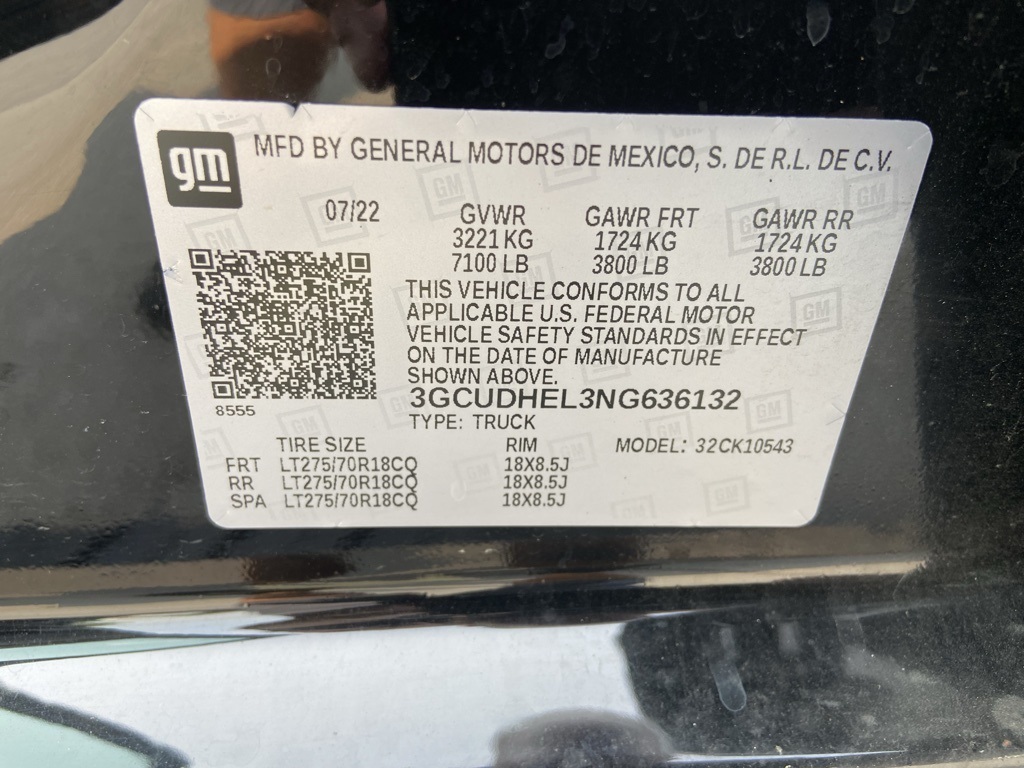 gm MFD BY GENERAL MOTORS DE MEXICO, S. DE R.L. DE C.V.
07/22 GVWR GAWR FRT GAWR RR
3221 KG 1724 KG 1724 KG
7100 LB 3800 LB 3800 LB
THIS VEHICLE CONFORMS TO ALL
APPLICABLE U.S. FEDERAL MOTOR
VEHICLE SAFETY STANDARDS IN EFFECT
ON THE DATE OF MANUFACTURE
SHOWN ABOVE.
3GCUDHEL3NG636132
8555
TYPE: TRUCK
TIRE SIZE RIM MODEL: 32CK10543
FRT LT275/70R18CQ 18X8.5J
RR LT275/70R18CQ 18X8.5J
SPA LT275/70R18CQ 18X8.5J